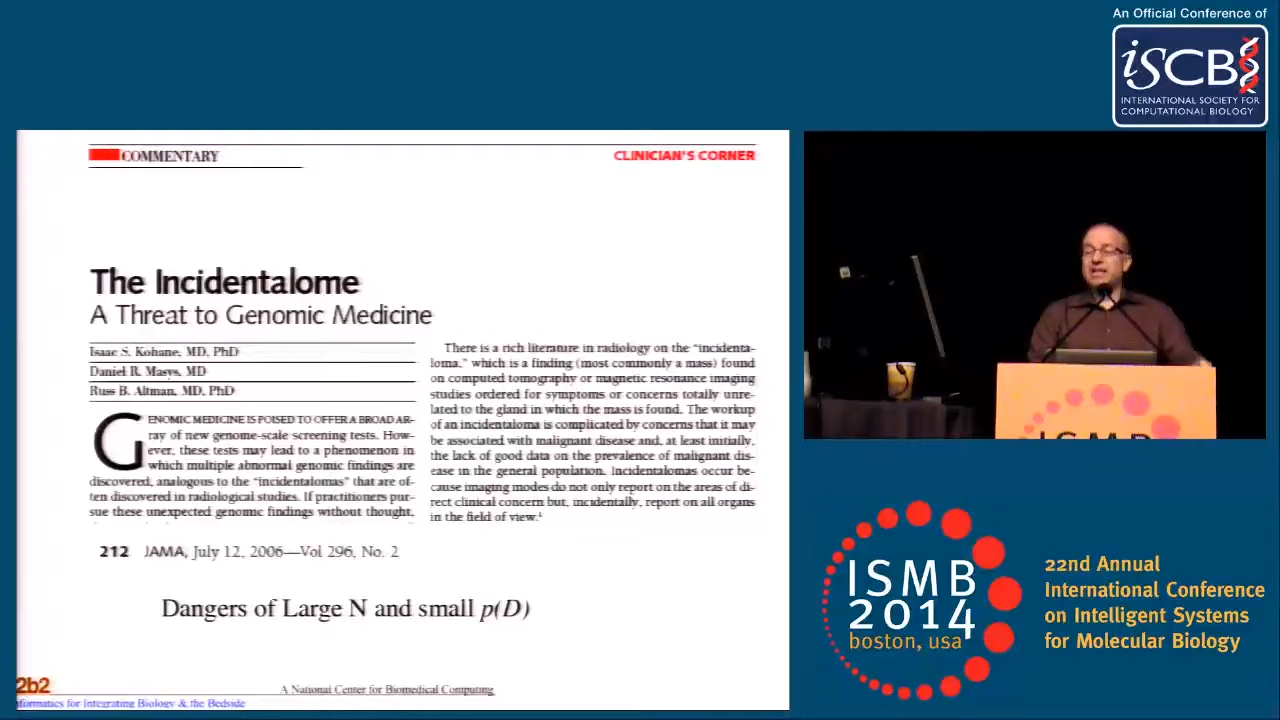 An Official Conference of
iSCB
INTERNATIONAL SOCIETY FOR
COMPUTATIONAL BIOLOGY
COMMENTARY
CLINICIAN'S CORNER
The Incidentalome
A Threat to Genomic Medicine
Isaac S. Kohane, MD, PhD
Daniel R. Masys, MD
Russ B. Altman, MD, PhD
GENOMIC MEDICINE IS POISED TO OFFER A BROAD AR-
ray of new genome-scale screening tests. How-
ever, these tests may lead to a phenomenon in
which multiple abnormal genomic findings are
discovered, analogous to the "incidentalomas" that are of-
ten discovered in radiological studies. If practitioners pur-
sue these unexpected genomic findings without thought,
There is a rich literature in radiology on the "incidenta-
loma," which is a finding (most commonly a mass) found
on computed tomography or magnetic resonance imaging
studies ordered for symptoms or concerns totally unre-
lated to the gland in which the mass is found. The workup
of an incidentaloma is complicated by concerns that it may
be associated with malignant disease and, at least initially,
the lack of good data on the prevalence of malignant dis-
ease in the general population. Incidentalomas occur be-
cause imaging modes do not only report on the areas of di-
rect clinical concern but, incidentally, report on all organs
in the field of view.¹
212 JAMA, July 12, 2006—Vol 296, No. 2
Dangers of Large N and small p(D)
2b2
A National Center for Biomedical Computing
formatics for Integrating Biology & the Bedside
ISMB
ISMB
2014
boston, usa
22nd Annual
International Conference
on Intelligent Systems
for Molecular Biology